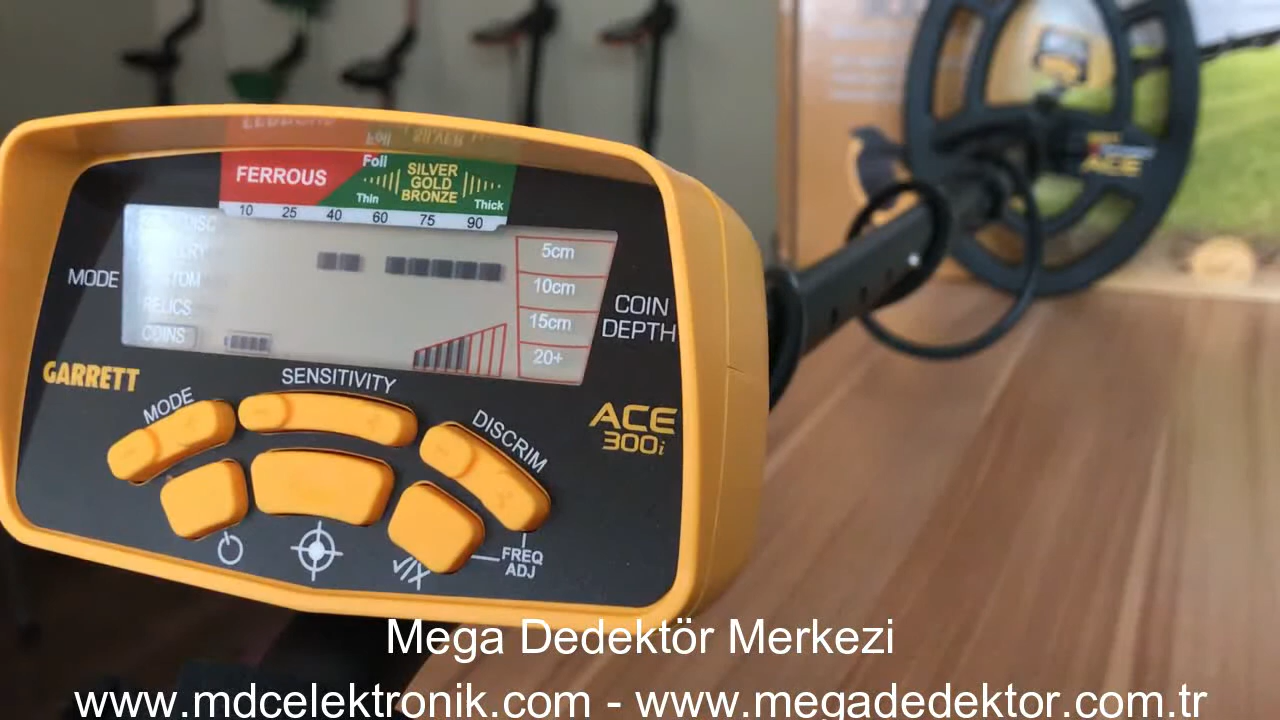 Foil
FERROUS
SILVER
GOLD
BRONZE
Thin
Thick
10 25 40 60 75 90
MODE
RELICS
COINS
5cm
10cm
15cm
20+
COIN
DEPTH
GARRETT
MODE
SENSITIVITY
DISCRIM
ACE
300i
FREQ
ADJ
ACE
Mega Dedektör Merkezi
www.mdcelektronik.com - www.megadedektor.com.tr